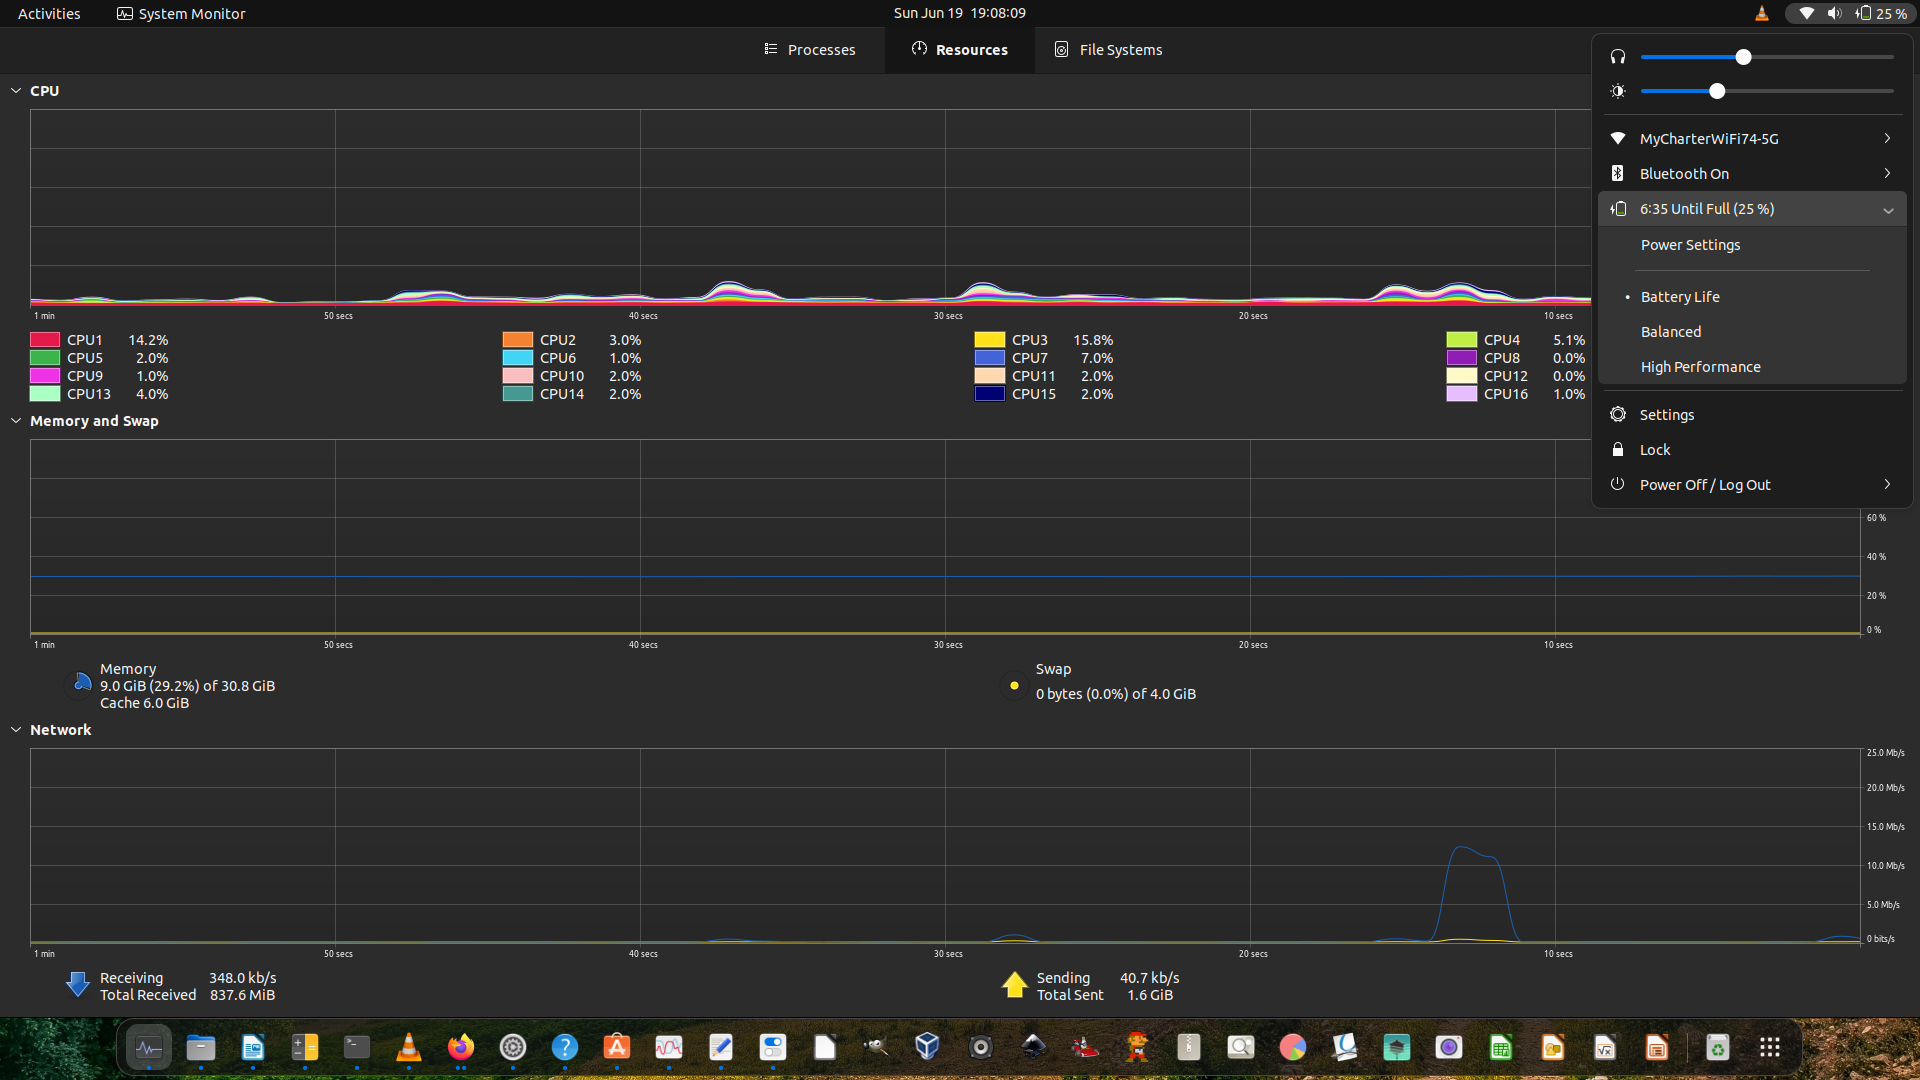 Activities
System Monitor
Sun Jun 19  19:08:09
25 %
Processes
Resources
File Systems
CPU
1 min 50 secs 40 secs 30 secs 20 secs 10 secs
CPU1 14.2% CPU2 3.0% CPU3 15.8% CPU4 5.1%
CPU5 2.0% CPU6 1.0% CPU7 7.0% CPU8 0.0%
CPU9 1.0% CPU10 2.0% CPU11 2.0% CPU12 0.0%
CPU13 4.0% CPU14 2.0% CPU15 2.0% CPU16 1.0%
MyCharterWiFi74-5G
Bluetooth On
6:35 Until Full (25 %)
Power Settings
• Battery Life
Balanced
High Performance
Settings
Lock
Power Off / Log Out
Memory and Swap
60 %
40 %
20 %
0 %
1 min 50 secs 40 secs 30 secs 20 secs 10 secs
Memory
9.0 GiB (29.2%) of 30.8 GiB
Cache 6.0 GiB
Swap
0 bytes (0.0%) of 4.0 GiB
Network
25.0 Mb/s
20.0 Mb/s
15.0 Mb/s
10.0 Mb/s
5.0 Mb/s
0 bits/s
1 min 50 secs 40 secs 30 secs 20 secs 10 secs
Receiving 348.0 kb/s
Total Received 837.6 MiB
Sending 40.7 kb/s
Total Sent 1.6 GiB